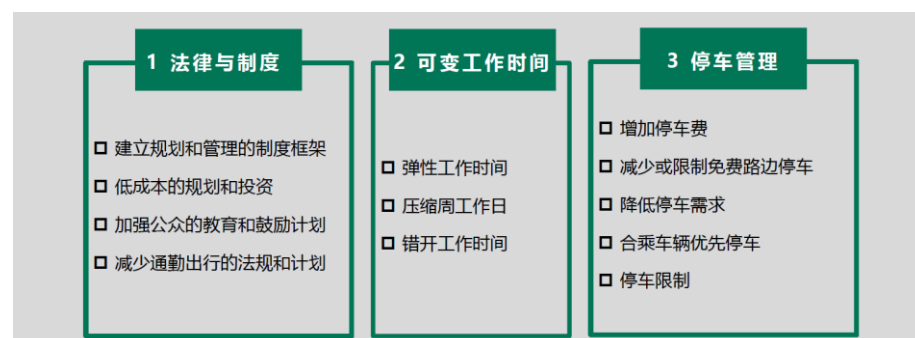 1 法律与制度
建立规划和管理的制度框架
低成本的规划和投资
加强公众的教育和鼓励计划
减少通勤出行的法规和计划
2 可变工作时间
弹性工作时间
压缩周工作日
错开工作时间
3 停车管理
增加停车费
减少或限制免费路边停车
降低停车需求
合乘车辆优先停车
停车限制